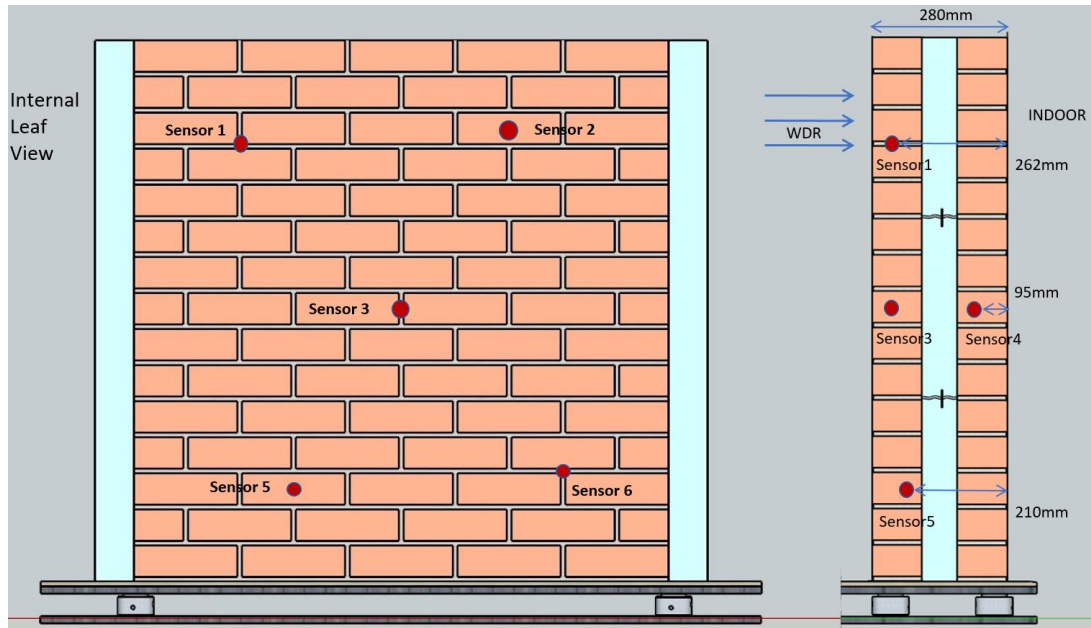 Internal
Leaf
View
Sensor 1
Sensor 2
Sensor 3
Sensor 5
Sensor 6
280mm
INDOOR
WDR
Sensor1
262mm
95mm
Sensor3
Sensor4
210mm
Sensor5